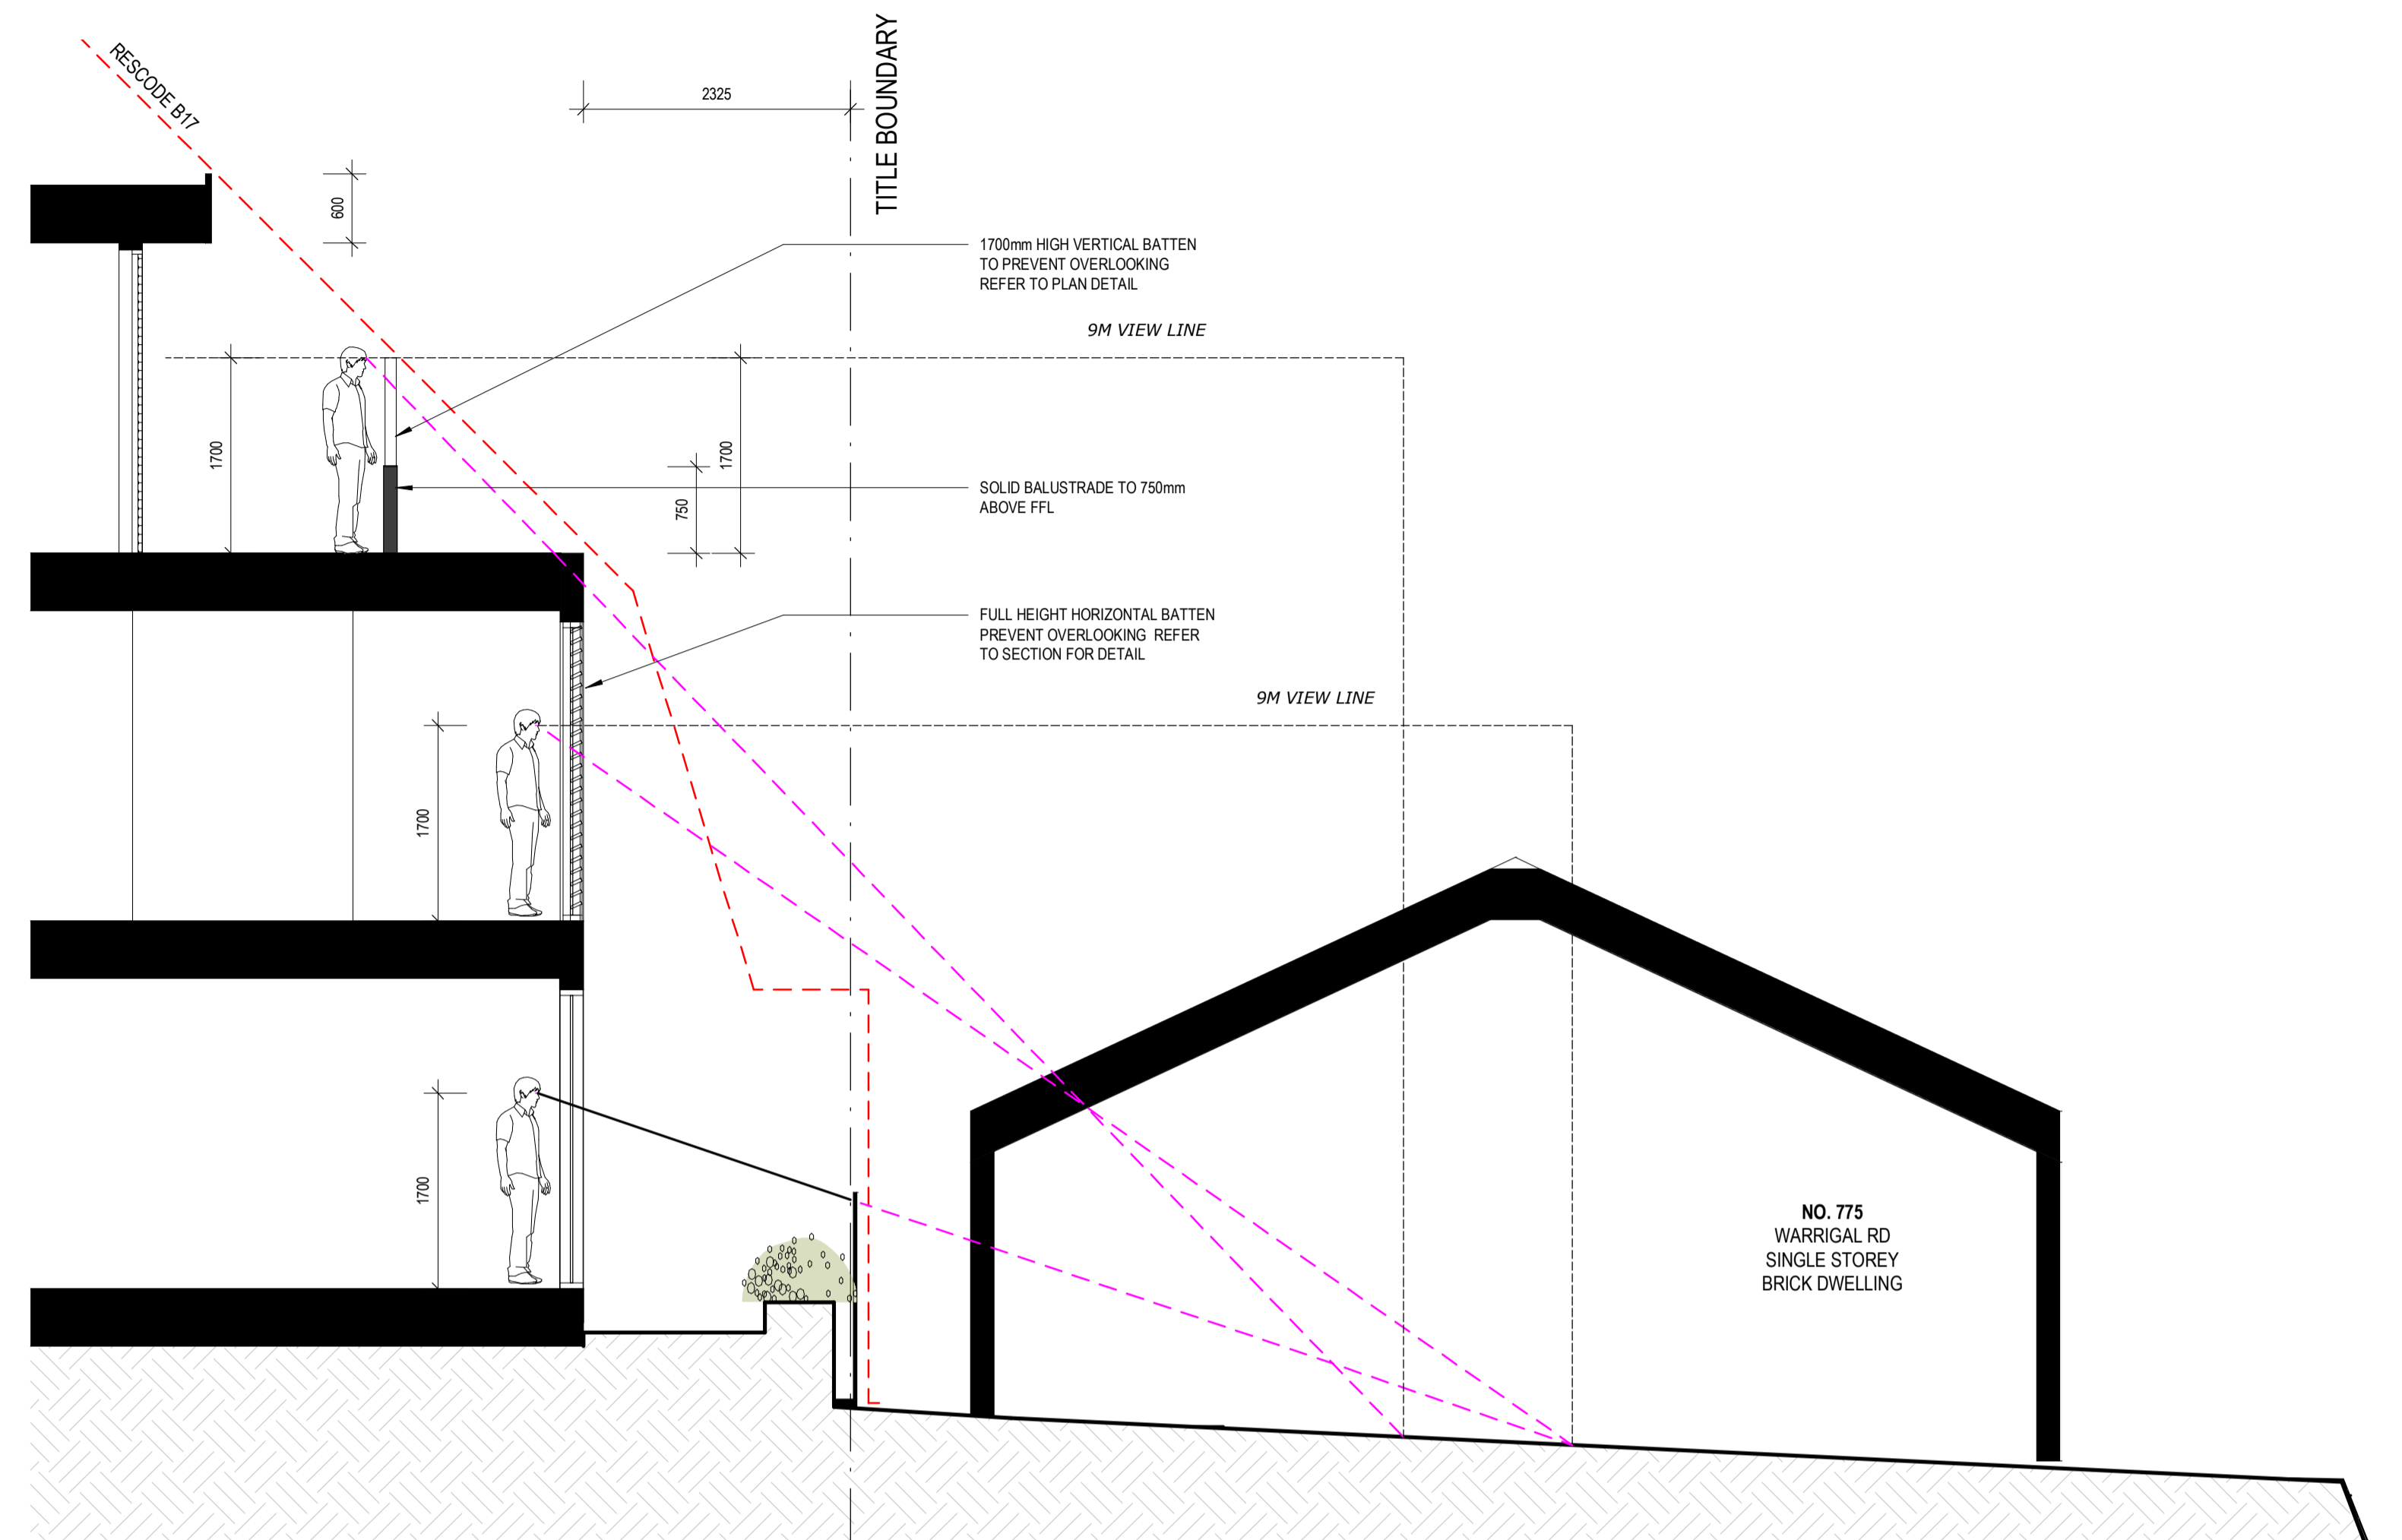 RESCODE B17
2325
TITLE BOUNDARY
600
1700mm HIGH VERTICAL BATTEN
TO PREVENT OVERLOOKING
REFER TO PLAN DETAIL
9M VIEW LINE
1700
1700
750
SOLID BALUSTRADE TO 750mm
ABOVE FFL
FULL HEIGHT HORIZONTAL BATTEN
PREVENT OVERLOOKING REFER
TO SECTION FOR DETAIL
9M VIEW LINE
1700
1700
NO. 775
WARRIGAL RD
SINGLE STOREY
BRICK DWELLING